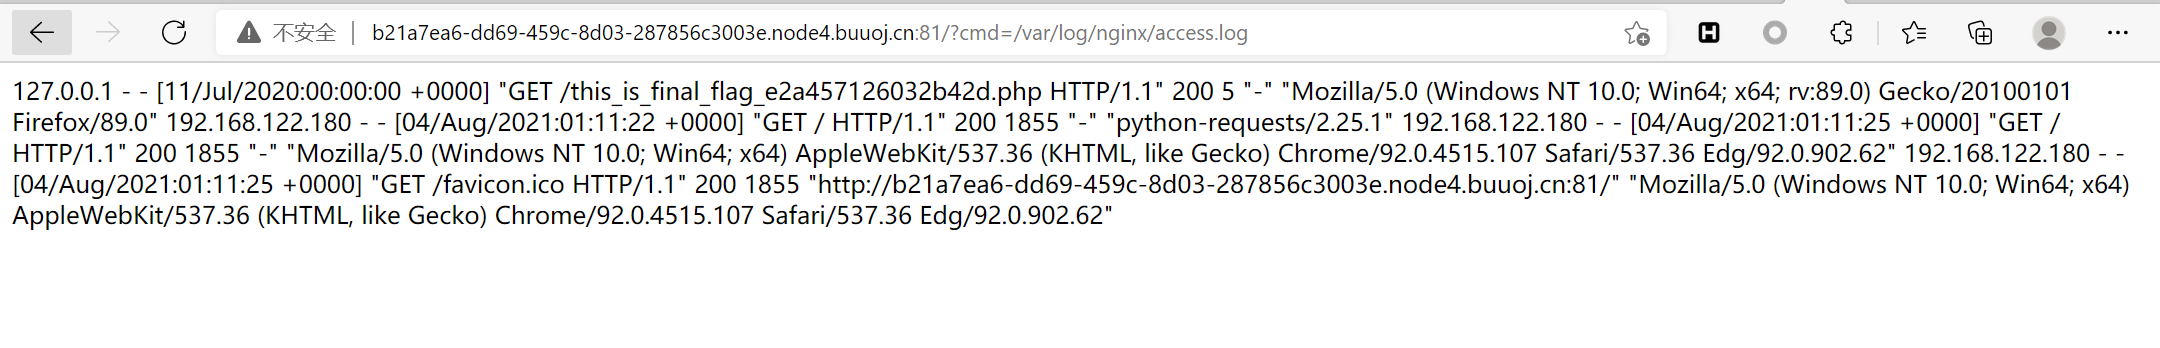 不安全 | b21a7ea6-dd69-459c-8d03-287856c3003e.node4.buuoj.cn:81/?cmd=/var/log/nginx/access.log
127.0.0.1 - - [11/Jul/2020:00:00:00 +0000] "GET /this_is_final_flag_e2a457126032b42d.php HTTP/1.1" 200 5 "-" "Mozilla/5.0 (Windows NT 10.0; Win64; x64; rv:89.0) Gecko/20100101
Firefox/89.0" 192.168.122.180 - - [04/Aug/2021:01:11:22 +0000] "GET / HTTP/1.1" 200 1855 "-" "python-requests/2.25.1" 192.168.122.180 - - [04/Aug/2021:01:11:25 +0000] "GET /
HTTP/1.1" 200 1855 "-" "Mozilla/5.0 (Windows NT 10.0; Win64; x64) AppleWebKit/537.36 (KHTML, like Gecko) Chrome/92.0.4515.107 Safari/537.36 Edg/92.0.902.62" 192.168.122.180 - -
[04/Aug/2021:01:11:25 +0000] "GET /favicon.ico HTTP/1.1" 200 1855 "http://b21a7ea6-dd69-459c-8d03-287856c3003e.node4.buuoj.cn:81/" "Mozilla/5.0 (Windows NT 10.0; Win64; x64)
AppleWebKit/537.36 (KHTML, like Gecko) Chrome/92.0.4515.107 Safari/537.36 Edg/92.0.902.62"